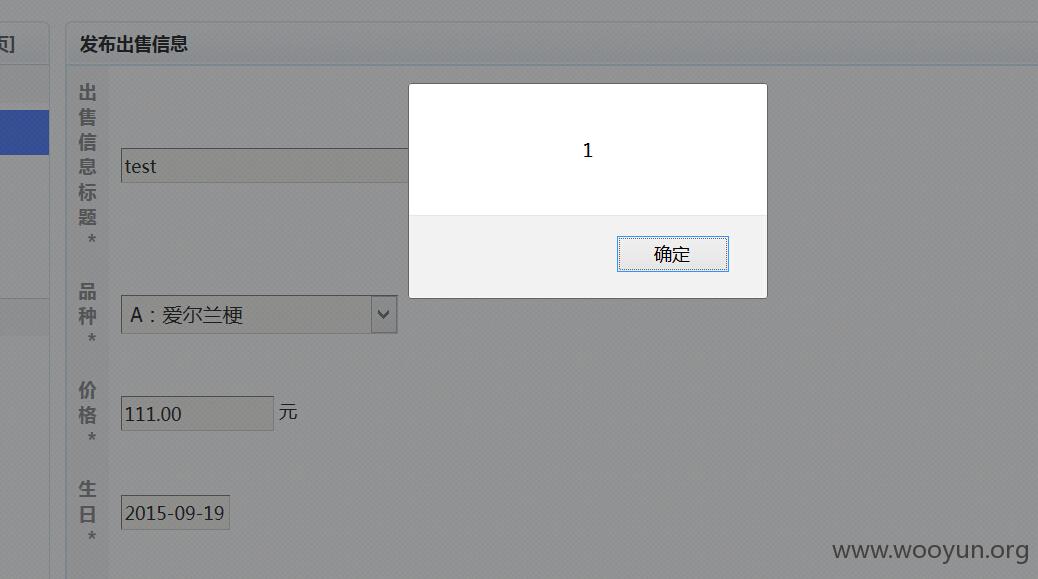 页]
发布出售信息
出售信息标题
*
test
1
确定
品种
*
A：爱尔兰梗
价格
*
111.00 元
生日
*
2015-09-19
www.wooyun.org